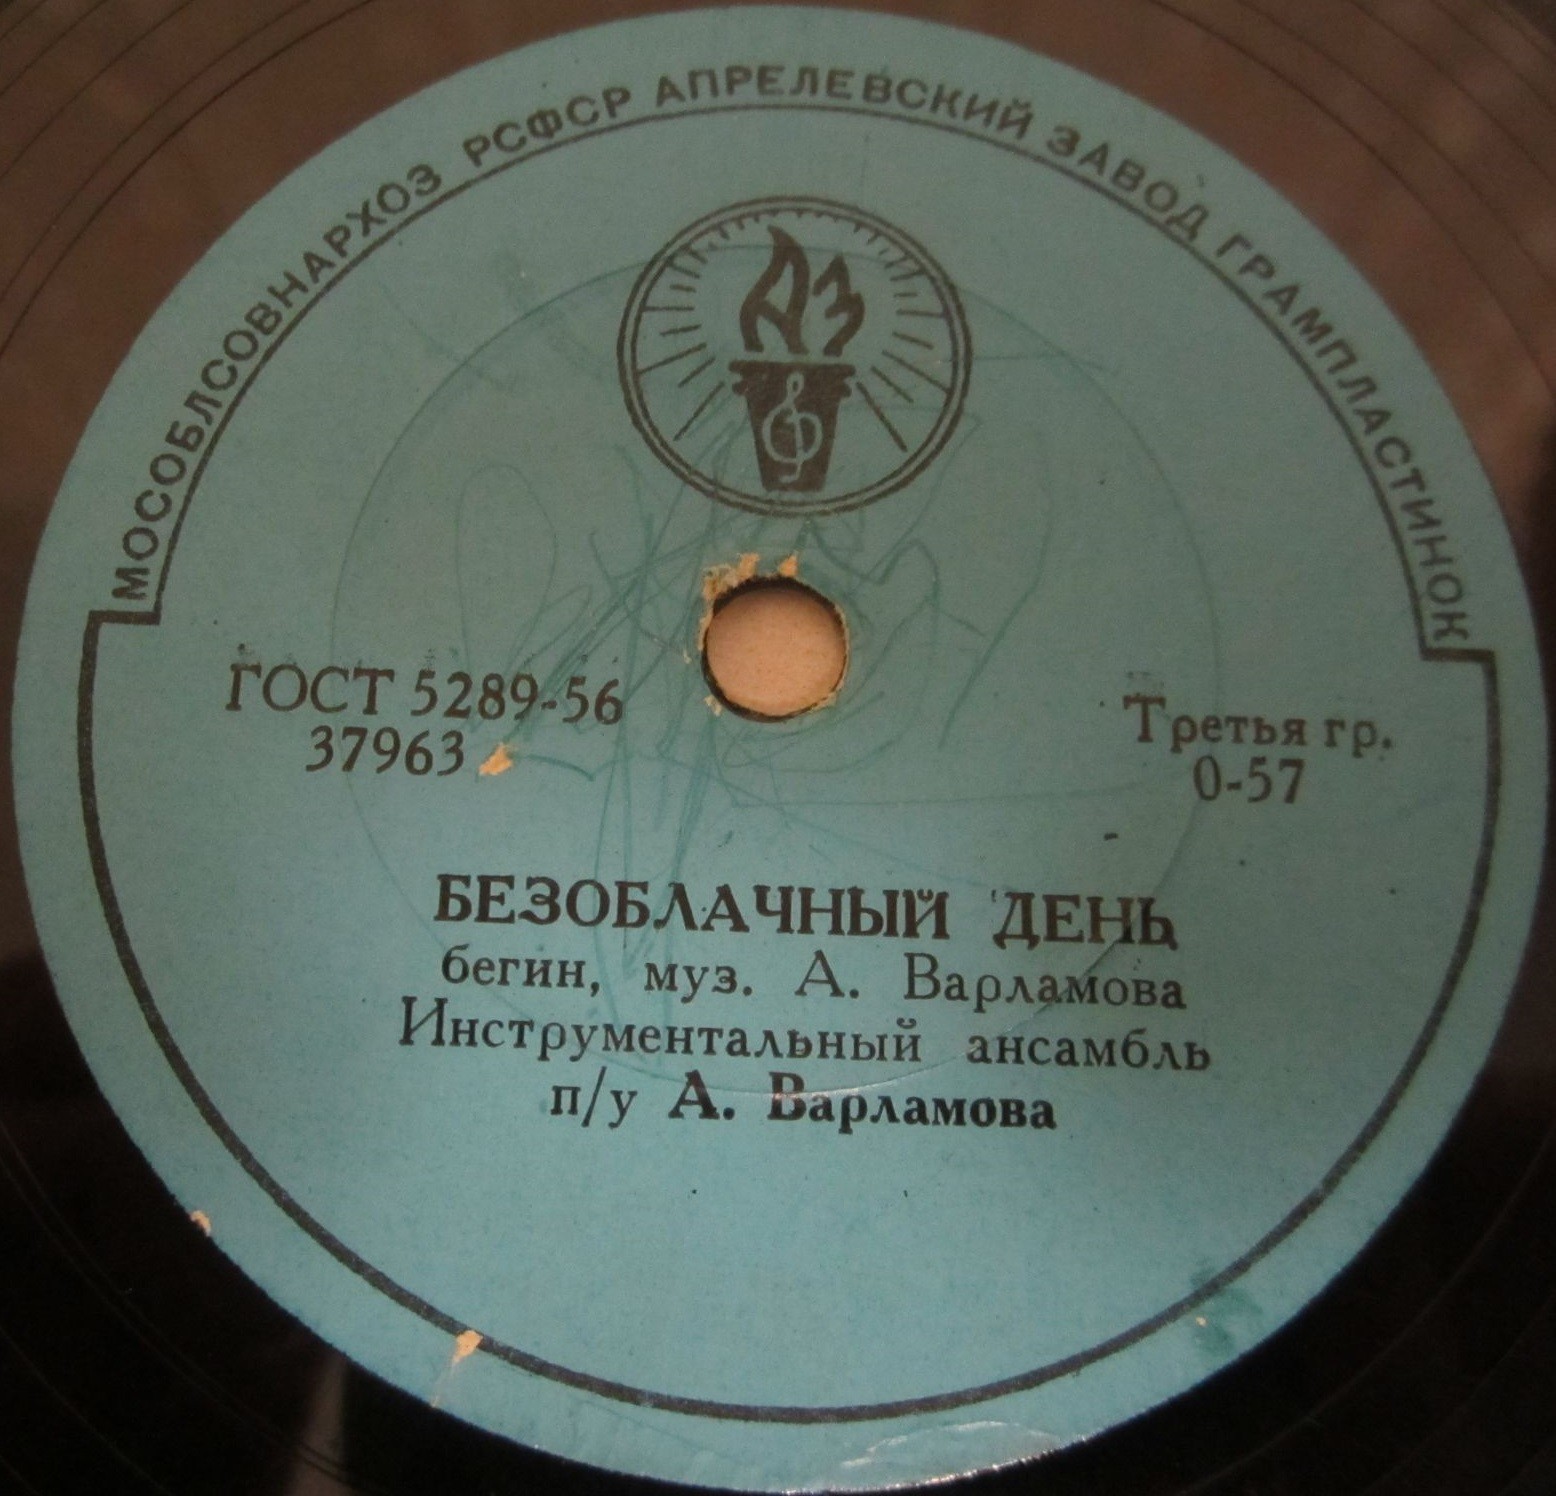 МОСОБЛСОВНАРХОЗ РСФСР АПРЕЛЕВСКИЙ ЗАВОД ГРАМПЛАСТИНОК
АЗ
ГОСТ 5289-56
37963
Третья гр.
0-57
БЕЗОБЛАЧНЫЙ ДЕНЬ
бегин, муз. А. Варламова
Инструментальный ансамбль
п/у А. Варламова